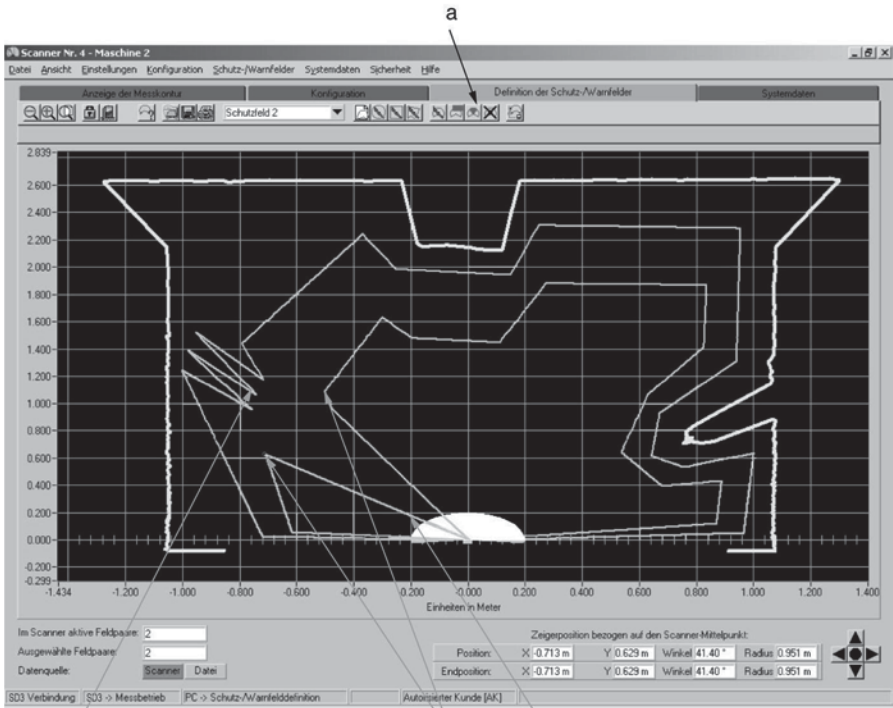 a
Scanner Nr. 4 - Maschine 2
Datei Ansicht Einstellungen Konfiguration Schutz-/Warnfelder Systemdaten Sicherheit Hilfe
Anzeige der Messkontur Konfiguration Definition der Schutz-/Warnfelder Systemdaten
Schutzfeld 2
2.839
2.600
2.400
2.200
2.000
1.800
1.600
1.400
1.200
1.000
0.800
0.600
0.400
0.200
0.000
-0.200
-0.299
-1.434 -1.200 -1.000 -0.800 -0.600 -0.400 -0.200 0.000 0.200 0.400 0.600 0.800 1.000 1.200 1.400
Einheiten in Meter
Im Scanner aktive Feldpaare: 2
Ausgewählte Feldpaare: 2
Datenquelle: Scanner Datei
Zeigerposition bezogen auf den Scanner-Mittelpunkt:
Position: X -0.713 m Y 0.629 m Winkel 41.40 ° Radius 0.951 m
Endposition: X -0.713 m Y 0.629 m Winkel 41.40 ° Radius 0.951 m
SD3 Verbindung SD3 -> Messbetrieb PC -> Schutz-/Warnfelddefinition Autorisierter Kunde [AK]